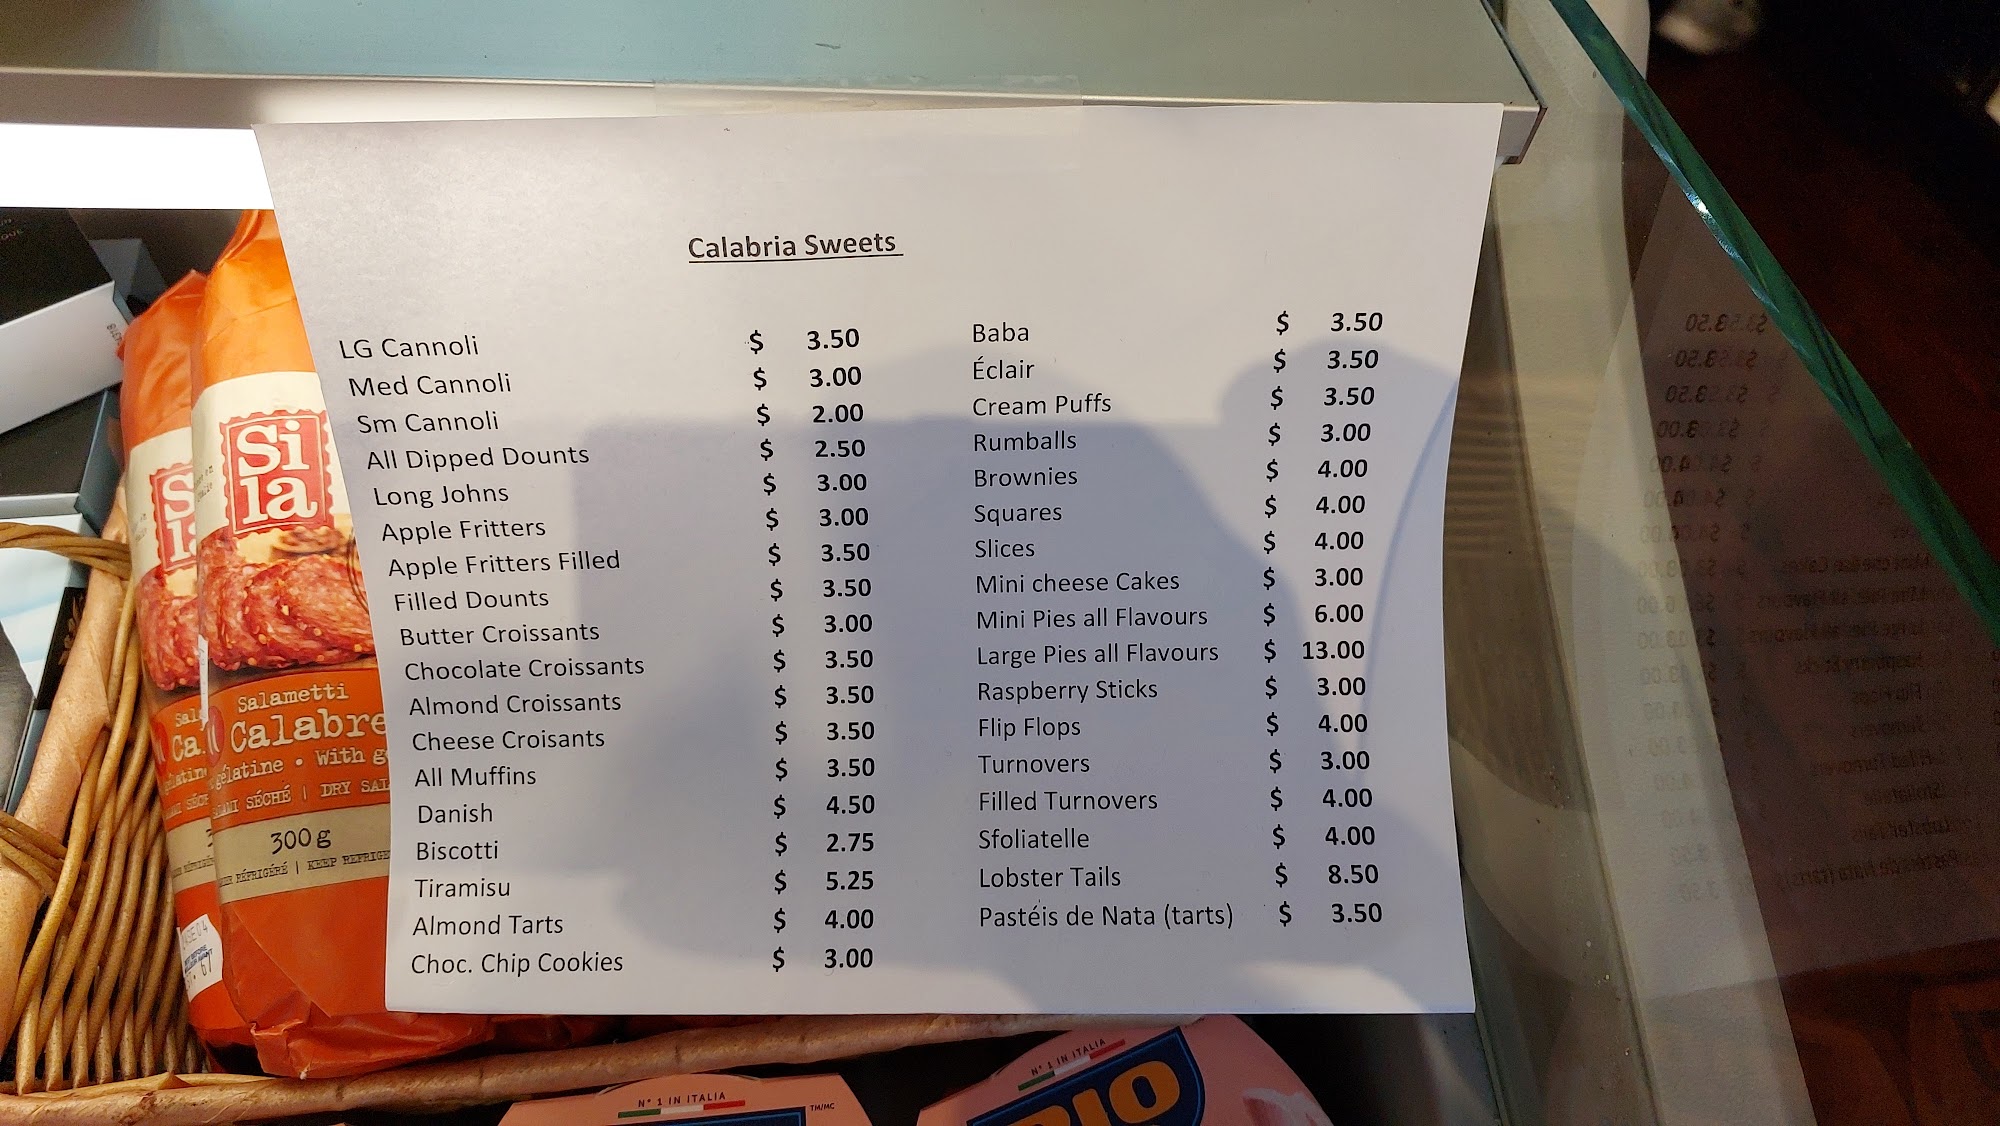 Calabria Sweets
LG Cannoli $ 3.50
Med Cannoli $ 3.00
Sm Cannoli $ 2.00
All Dipped Dounts $ 2.50
Long Johns $ 3.00
Apple Fritters $ 3.00
Apple Fritters Filled $ 3.50
Filled Dounts $ 3.50
Butter Croissants $ 3.00
Chocolate Croissants $ 3.50
Almond Croissants $ 3.50
Cheese Croisants $ 3.50
All Muffins $ 3.50
Danish $ 4.50
Biscotti $ 2.75
Tiramisu $ 5.25
Almond Tarts $ 4.00
Choc. Chip Cookies $ 3.00
Baba $ 3.50
Éclair $ 3.50
Cream Puffs $ 3.50
Rumballs $ 3.00
Brownies $ 4.00
Squares $ 4.00
Slices $ 4.00
Mini cheese Cakes $ 3.00
Mini Pies all Flavours $ 6.00
Large Pies all Flavours $ 13.00
Raspberry Sticks $ 3.00
Flip Flops $ 4.00
Turnovers $ 3.00
Filled Turnovers $ 4.00
Sfoliatelle $ 4.00
Lobster Tails $ 8.50
Pastéis de Nata (tarts) $ 3.50
Si
la
Salametti
Calabre
gélatine • With
SÉCHÉ | DRY
300 g
RÉFRIGÉRÉ | KEEP
N° 1 IN ITALIA
TM/MC
N° 1 IN ITALIA
RIO